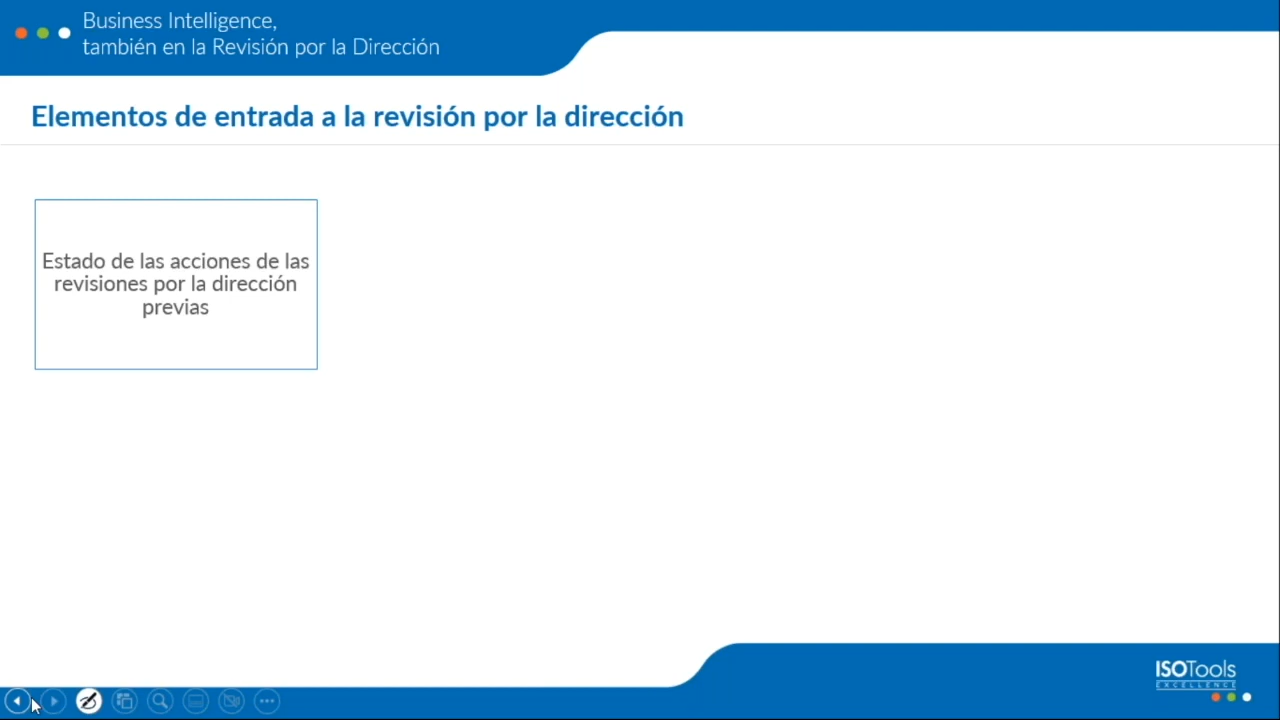 Business Intelligence,
también en la Revisión por la Dirección
Elementos de entrada a la revisión por la dirección
Estado de las acciones de las
revisiones por la dirección
previas
ISOTools
EXCELLENCE